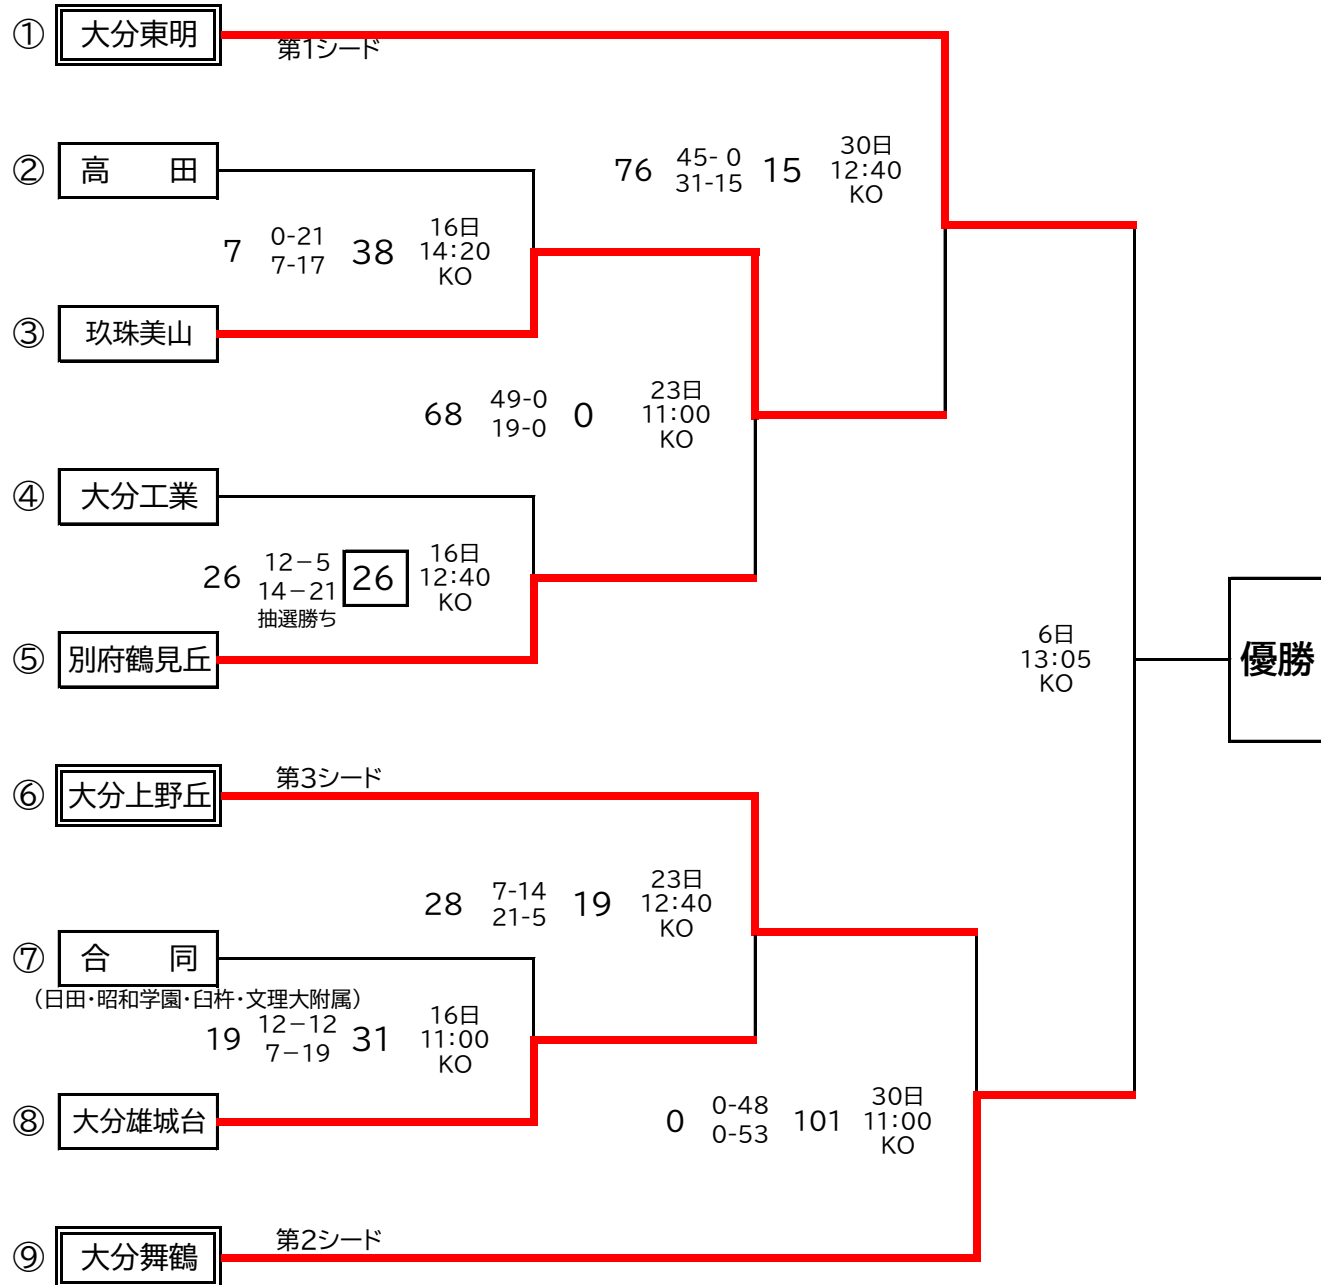 ① 大分東明
第1シード
② 高 田
76 45- 0 15 30日
31-15 12:40
KO
7 0-21 38 16日
7-17 14:20
KO
③ 玖珠美山
68 49-0 0 23日
19-0 11:00
KO
④ 大分工業
26 12－5 26 16日
14－21 12:40
抽選勝ち KO
⑤ 別府鶴見丘
6日
13:05
KO
優勝
⑥ 大分上野丘
第3シード
28 7-14 19 23日
21-5 12:40
KO
⑦ 合 同
（日田・昭和学園・臼杵・文理大附属）
19 12－12 31 16日
7－19 11:00
KO
⑧ 大分雄城台
0 0-48 101 30日
0-53 11:00
KO
第2シード
⑨ 大分舞鶴